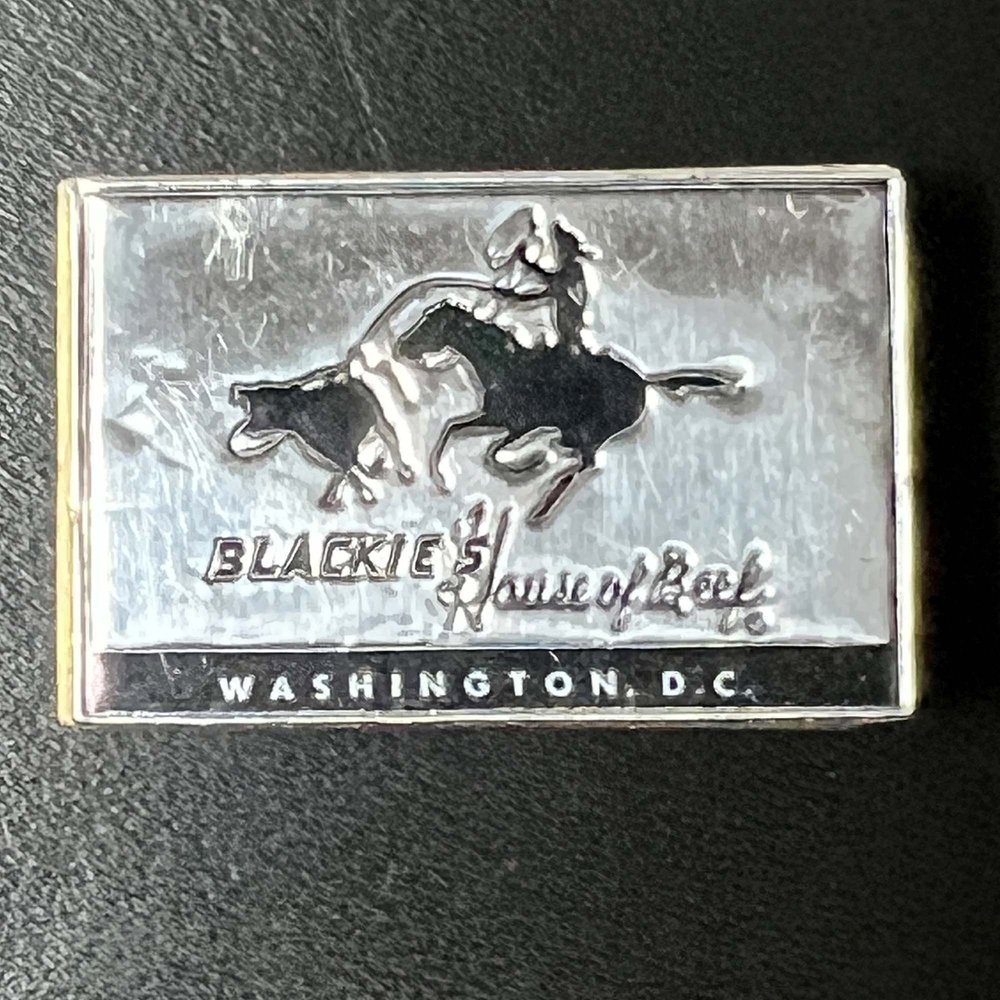 BLACKIE'S House of Beef
WASHINGTON, D.C.